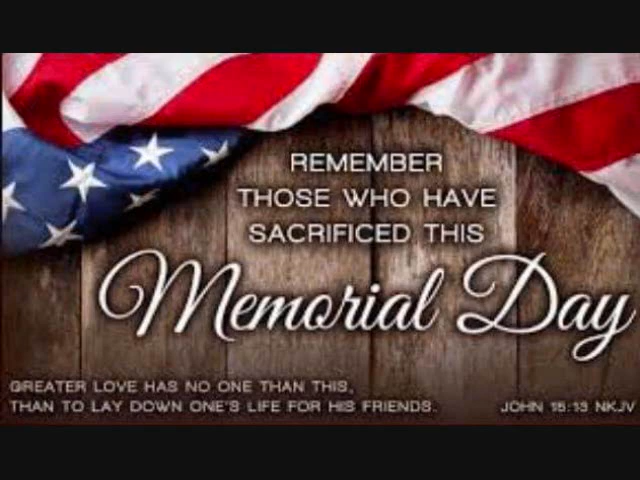 REMEMBER
THOSE WHO HAVE
SACRIFICED THIS
Memorial Day
GREATER LOVE HAS NO ONE THAN THIS,
THAN TO LAY DOWN ONE'S LIFE FOR HIS FRIENDS.
JOHN 15:13 NKJV